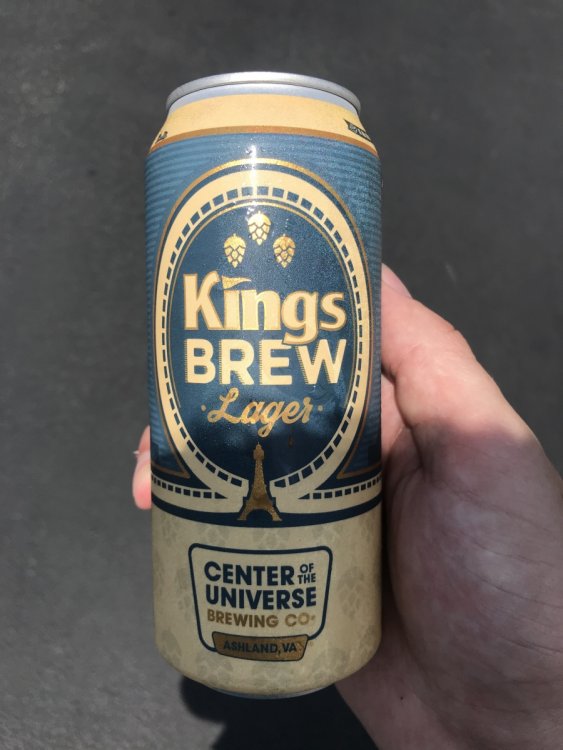 Kings
BREW
Lager
CENTER OF THE
UNIVERSE
BREWING CO.
ASHLAND, VA